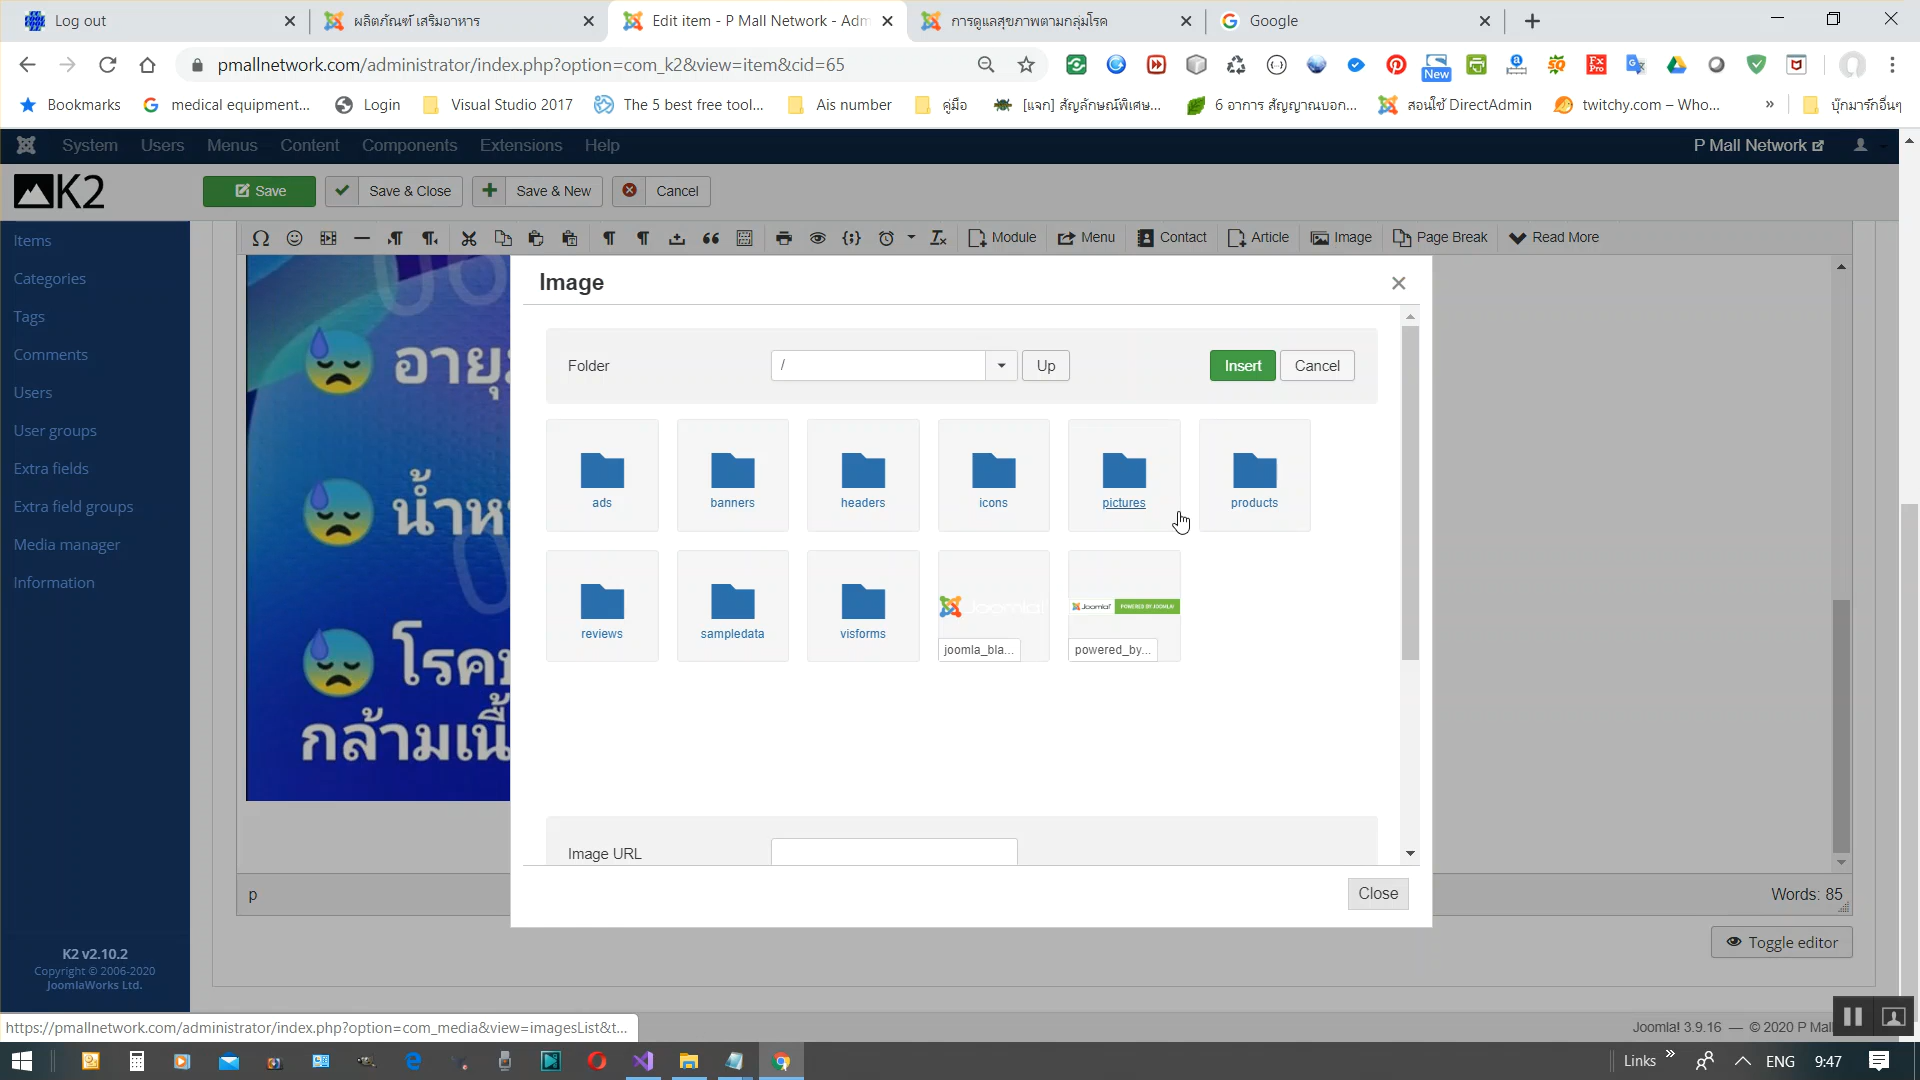 Log out
ผลิตภัณฑ์ เสริมอาหาร
Edit item - P Mall Network - Adm
การดูแลสุขภาพตามกลุ่มโรค
Google
pmallnetwork.com/administrator/index.php?option=com_k2&view=item&cid=65
New
Bookmarks
medical equipment...
Login
Visual Studio 2017
The 5 best free tool...
Ais number
คู่มือ
[แจก] สัญลักษณ์พิเศษ...
6 อาการ สัญญาณบอก...
สอนใช้ DirectAdmin
twitchy.com – Who...
»
บุ๊กมาร์กอื่นๆ
System Users Menus Content Components Extensions Help
P Mall Network
K2
Save
Save & Close
Save & New
Cancel
Module
Menu
Contact
Article
Image
Page Break
Read More
Items
Categories
Tags
Comments
Users
User groups
Extra fields
Extra field groups
Media manager
Information
K2 v2.10.2
Copyright © 2006-2020
JoomlaWorks Ltd.
กล้ามเนื้
Image
Folder
/
Up
Insert
Cancel
ads
banners
headers
icons
pictures
products
reviews
sampledata
visforms
Joomla!
joomla_bla...
Joomla!
POWERED BY JOOMLA!
powered_by...
Image URL
Close
p
Words: 85
Toggle editor
https://pmallnetwork.com/administrator/index.php?option=com_media&view=imagesList&t...
Joomla! 3.9.16 — © 2020 P Mal
Links
»
ENG
9:47